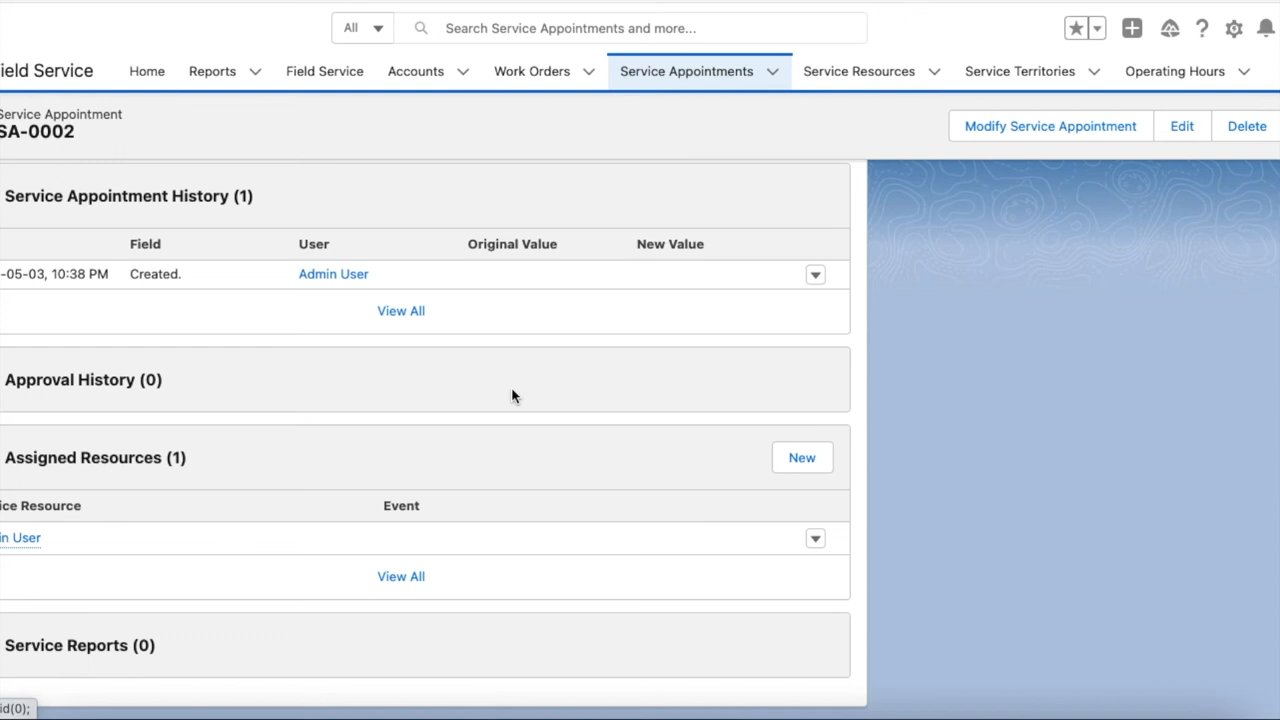 All
Search Service Appointments and more...
ield Service Home Reports Field Service Accounts Work Orders Service Appointments Service Resources Service Territories Operating Hours
Service Appointment
SA-0002
Modify Service Appointment Edit Delete
Service Appointment History (1)
Field User Original Value New Value
-05-03, 10:38 PM Created. Admin User
View All
Approval History (0)
Assigned Resources (1) New
ice Resource Event
in User
View All
Service Reports (0)
id(0);